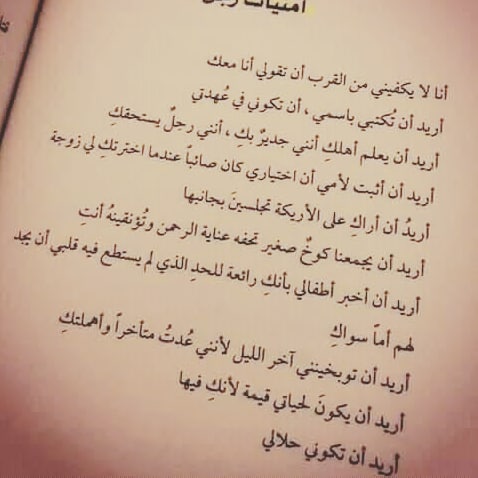 أمنيات رجل
أنا لا يكفيني من القرب أن تقولي أنا معك
أريد أن تُكتبي باسمي ، أن تكوني في عُهدتي
أريد أن يعلم أهلكِ أنني جديرٌ بكِ ، أنني رجلٌ يستحقكِ
أريد أن أثبت لأمي أن اختياري كان صائباً عندما اخترتكِ لي زوجة
أريدُ أن أراكِ على الأريكة تجلسينَ بجانبها
أريد أن يجمعنا كوخٌ صغير تحفه عناية الرحمن وتُؤنقينهُ أنتِ
أريد أن أخبر أطفالي بأنكِ رائعة للحدِ الذي لم يستطع فيه قلبي أن يجد
لهم أماً سواكِ
أريد أن توبخينني آخر الليل لأنني عُدتُ متأخراً وأهملتكِ
أريد أن يكونَ لحياتي قيمة لأنكِ فيها
أريد أن تكوني حلالي